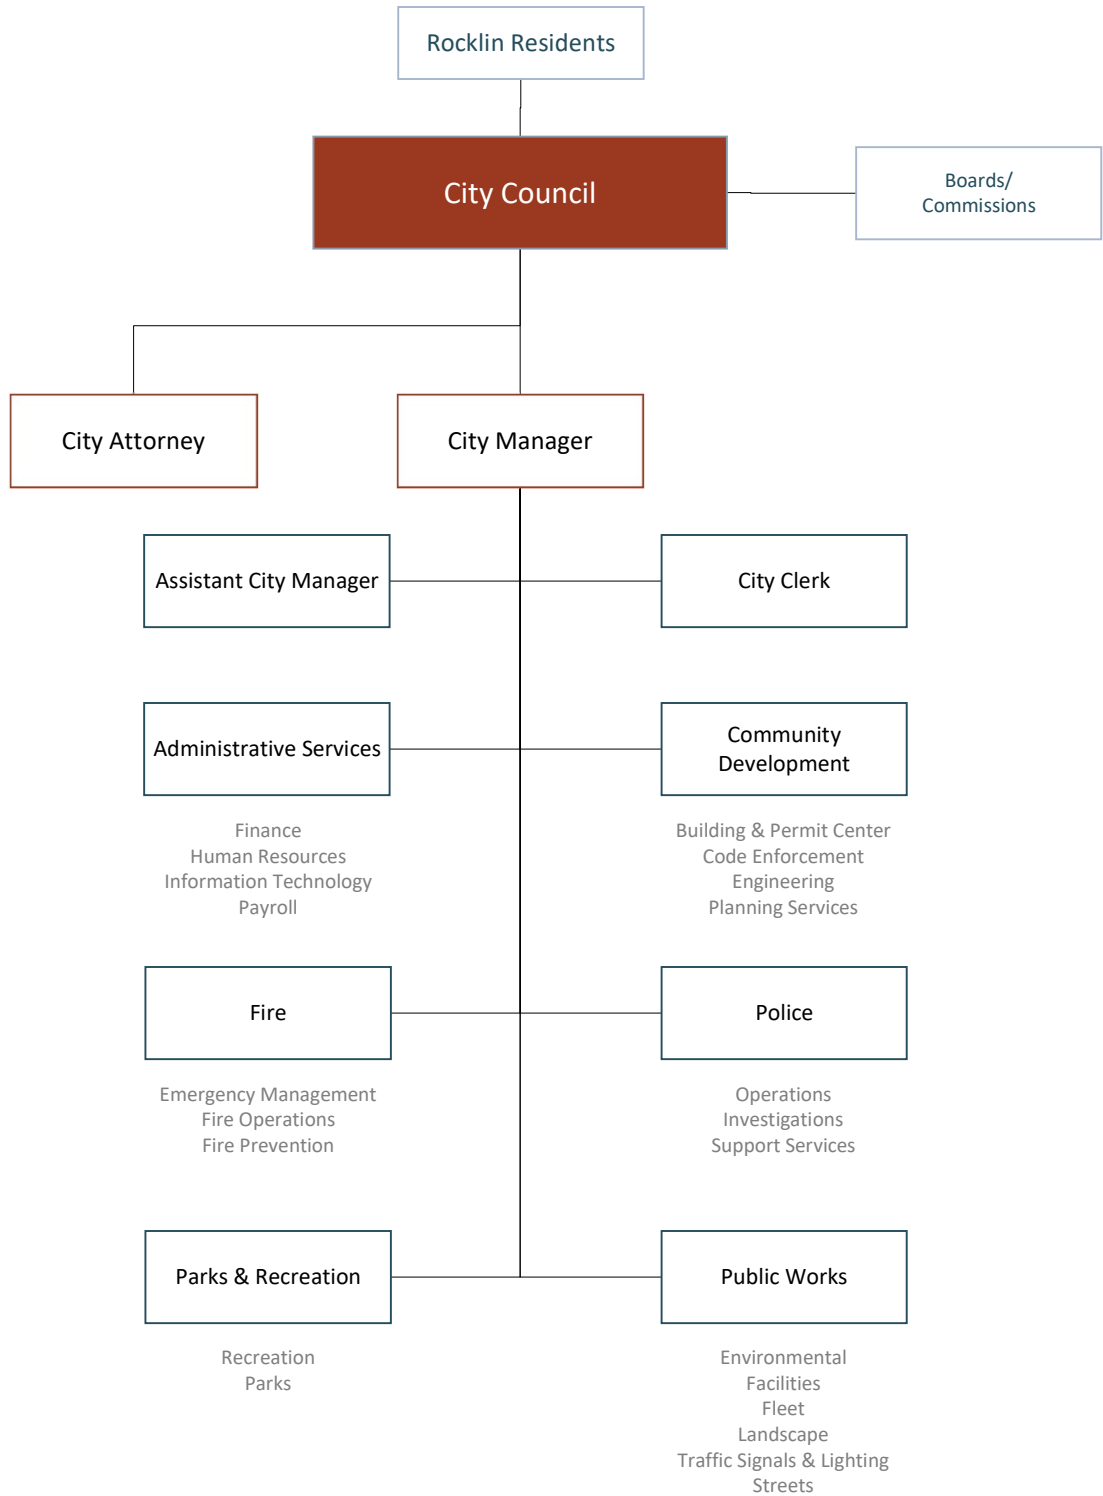 Rocklin Residents
City Council
Boards/
Commissions
City Attorney
City Manager
Assistant City Manager
City Clerk
Administrative Services
Community
Development
Finance
Human Resources
Information Technology
Payroll
Building & Permit Center
Code Enforcement
Engineering
Planning Services
Fire
Police
Emergency Management
Fire Operations
Fire Prevention
Operations
Investigations
Support Services
Parks & Recreation
Public Works
Recreation
Parks
Environmental
Facilities
Fleet
Landscape
Traffic Signals & Lighting
Streets